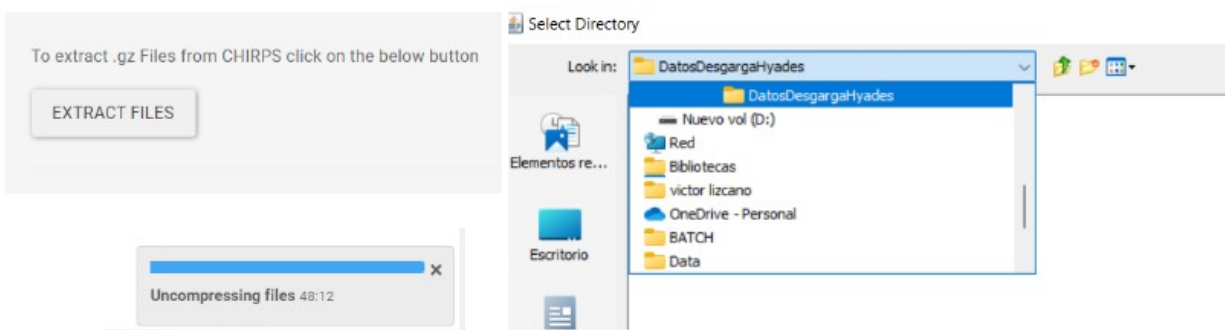 To extract .gz Files from CHIRPS click on the below button
EXTRACT FILES
Uncompressing files 48:12
Select Directory
Look in: DatosDesgargaHyades
DatosDesgargaHyades
Nuevo vol (D:)
Red
Bibliotecas
victor lizcano
OneDrive - Personal
BATCH
Data
Elementos re...
Escritorio